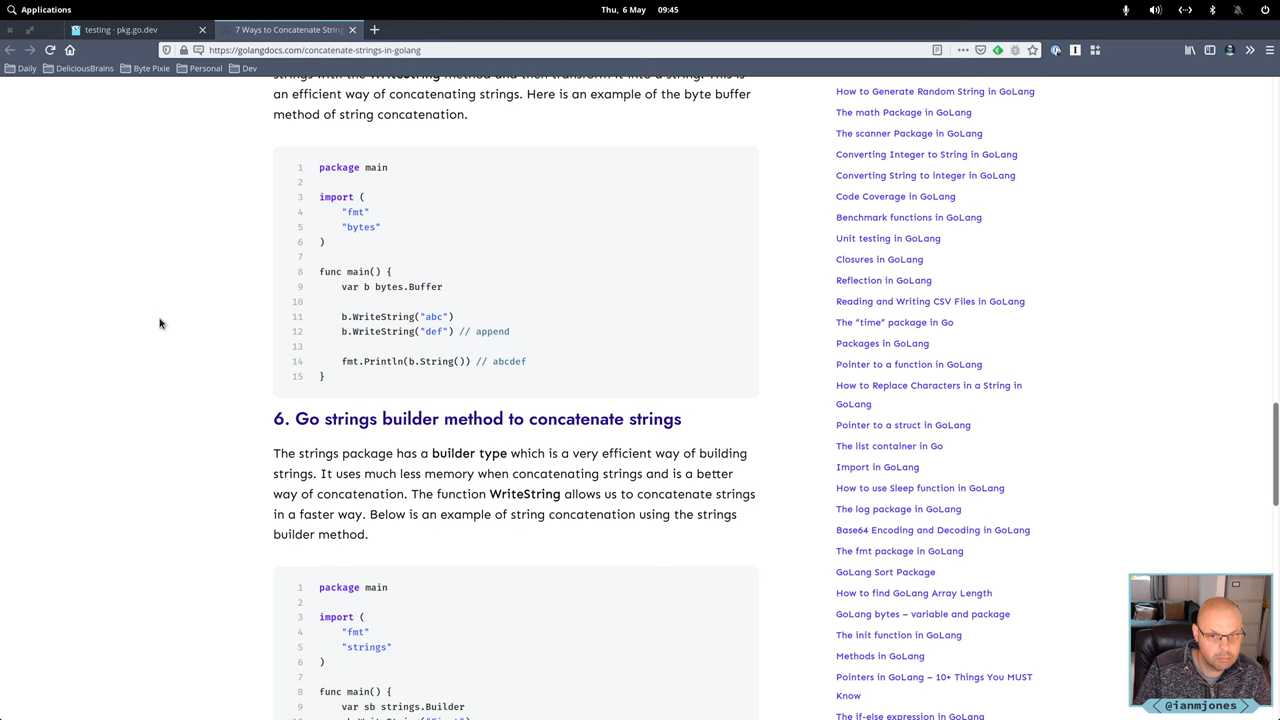 Applications
Thu, 6 May 09:45
testing · pkg.go.dev
7 Ways to Concatenate String
https://golangdocs.com/concatenate-strings-in-golang
Daily
DeliciousBrains
Byte Pixie
Personal
Dev
strings with the WriteString method and then transform it into a string. This is
an efficient way of concatenating strings. Here is an example of the byte buffer
method of string concatenation.
1 package main
2
3 import (
4 "fmt"
5 "bytes"
6 )
7
8 func main() {
9 var b bytes.Buffer
10
11 b.WriteString("abc")
12 b.WriteString("def") // append
13
14 fmt.Println(b.String()) // abcdef
15 }
6. Go strings builder method to concatenate strings
The strings package has a builder type which is a very efficient way of building
strings. It uses much less memory when concatenating strings and is a better
way of concatenation. The function WriteString allows us to concatenate strings
in a faster way. Below is an example of string concatenation using the strings
builder method.
1 package main
2
3 import (
4 "fmt"
5 "strings"
6 )
7
8 func main() {
9 var sb strings.Builder
How to Generate Random String in GoLang
The math Package in GoLang
The scanner Package in GoLang
Converting Integer to String in GoLang
Converting String to integer in GoLang
Code Coverage in GoLang
Benchmark functions in GoLang
Unit testing in GoLang
Closures in GoLang
Reflection in GoLang
Reading and Writing CSV Files in GoLang
The “time” package in Go
Packages in GoLang
Pointer to a function in GoLang
How to Replace Characters in a String in
GoLang
Pointer to a struct in GoLang
The list container in Go
Import in GoLang
How to use Sleep function in GoLang
The log package in GoLang
Base64 Encoding and Decoding in GoLang
The fmt package in GoLang
GoLang Sort Package
How to find GoLang Array Length
GoLang bytes – variable and package
The init function in GoLang
Methods in GoLang
Pointers in GoLang – 10+ Things You MUST
Know
The if-else expression in GoLang
@ianmjones